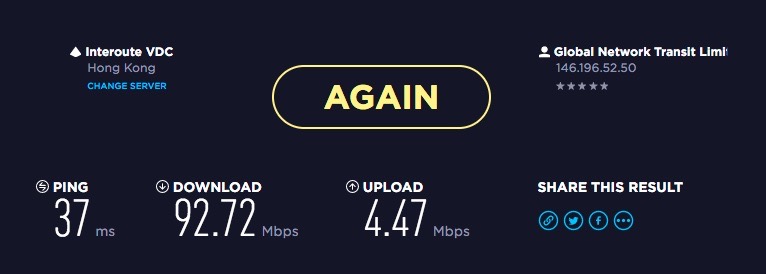 Interoute VDC
Hong Kong
CHANGE SERVER
AGAIN
Global Network Transit Limit
146.196.52.50
PING
37 ms
DOWNLOAD
92.72 Mbps
UPLOAD
4.47 Mbps
SHARE THIS RESULT